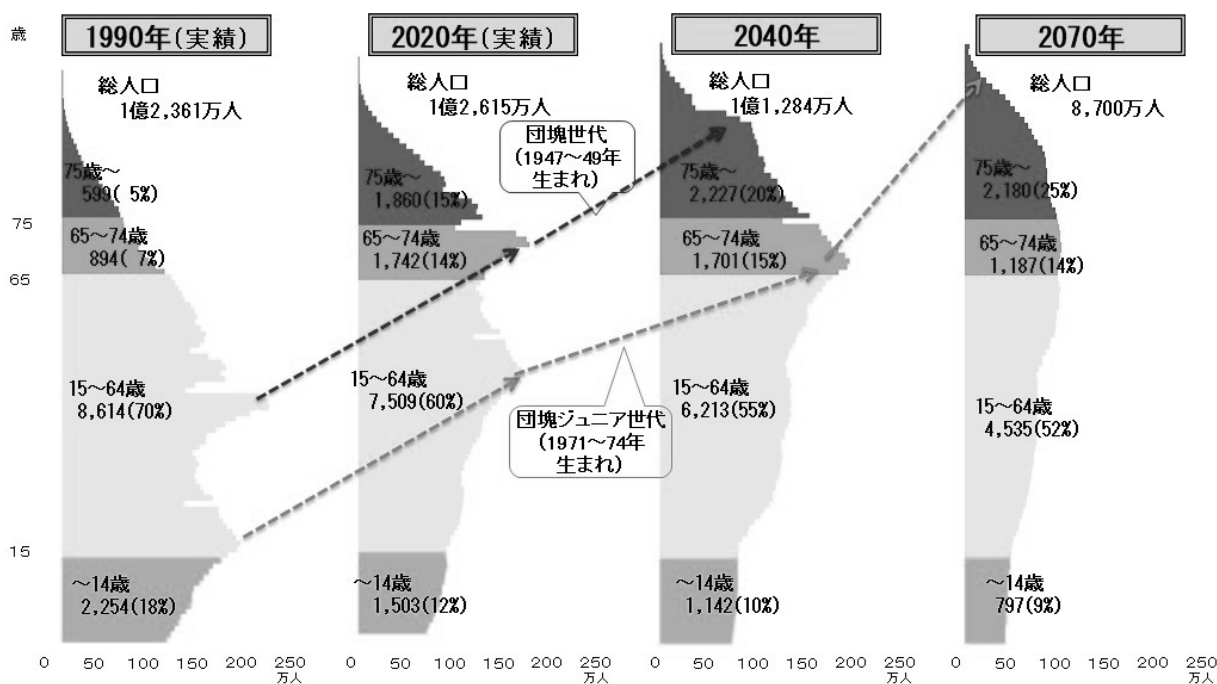 歳
1990年(実績)
総人口
1億2,361万人
75歳～
599( 5%)
65～74歳
894( 7%)
15～64歳
8,614(70%)
～14歳
2,254(18%)
75
65
15
0 50 100 150 200 250
万人
2020年(実績)
総人口
1億2,615万人
75歳～
1,860(15%)
65～74歳
1,742(14%)
15～64歳
7,509(60%)
～14歳
1,503(12%)
0 50 100 150 200 250
万人
団塊世代
(1947～49年
生まれ)
団塊ジュニア世代
(1971～74年
生まれ)
2040年
総人口
1億1,284万人
75歳～
2,227(20%)
65～74歳
1,701(15%)
15～64歳
6,213(55%)
～14歳
1,142(10%)
0 50 100 150 200 250
万人
2070年
総人口
8,700万人
75歳～
2,180(25%)
65～74歳
1,187(14%)
15～64歳
4,535(52%)
～14歳
797(9%)
0 50 100 150 200 250
万人